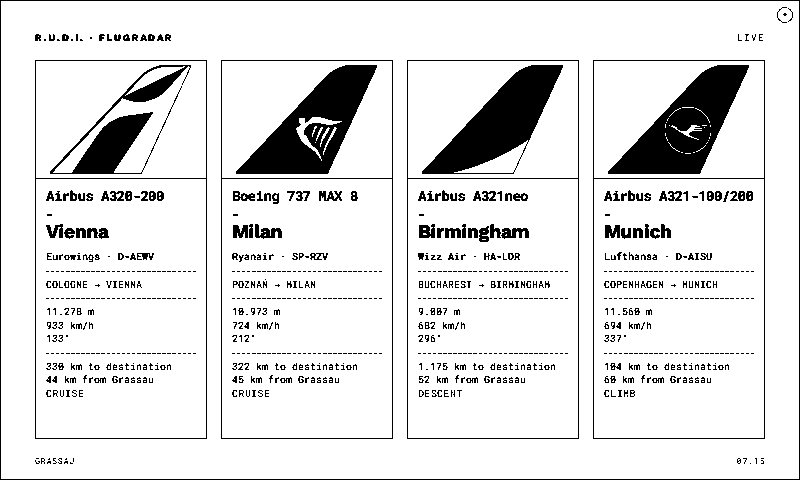 R.U.D.I. · FLUGRADAR
LIVE
Airbus A320-200
-
Vienna
Eurowings · D-AEWV
COLOGNE → VIENNA
11.278 m
933 km/h
133°
330 km to destination
44 km from Grassau
CRUISE
Boeing 737 MAX 8
-
Milan
Ryanair · SP-RZV
POZNAŃ → MILAN
10.973 m
724 km/h
212°
322 km to destination
45 km from Grassau
CRUISE
Airbus A321neo
-
Birmingham
Wizz Air · HA-LDR
BUCHAREST → BIRMINGHAM
9.007 m
682 km/h
296°
1.175 km to destination
52 km from Grassau
DESCENT
Airbus A321-100/200
-
Munich
Lufthansa · D-AISU
COPENHAGEN → MUNICH
11.560 m
694 km/h
337°
104 km to destination
60 km from Grassau
CLIMB
GRASSAU
07.15